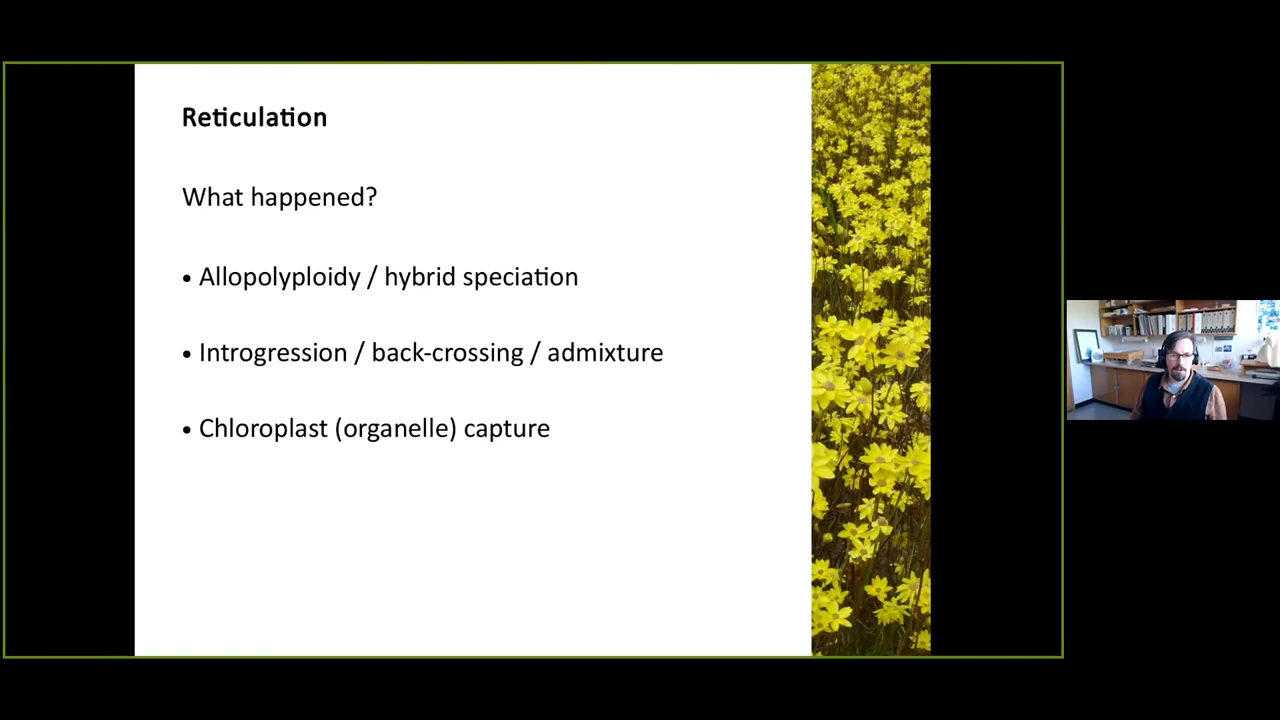 Reticulation
What happened?
• Allopolyploidy / hybrid speciation
• Introgression / back-crossing / admixture
• Chloroplast (organelle) capture